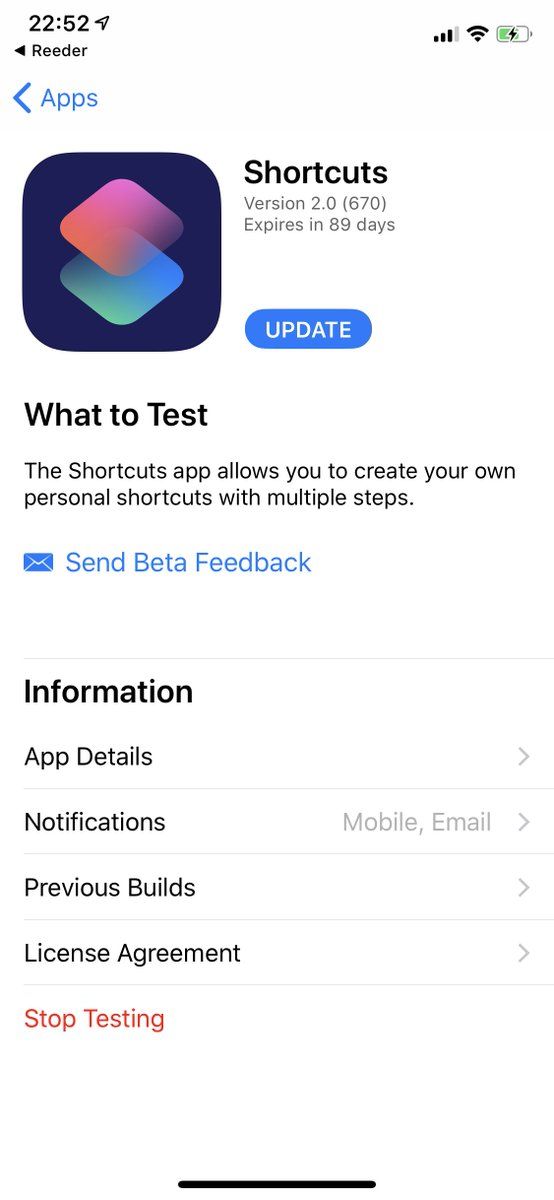 22:52
Reeder
Apps
Shortcuts
Version 2.0 (670)
Expires in 89 days
UPDATE
What to Test
The Shortcuts app allows you to create your own
personal shortcuts with multiple steps.
Send Beta Feedback
Information
App Details
Notifications Mobile, Email
Previous Builds
License Agreement
Stop Testing